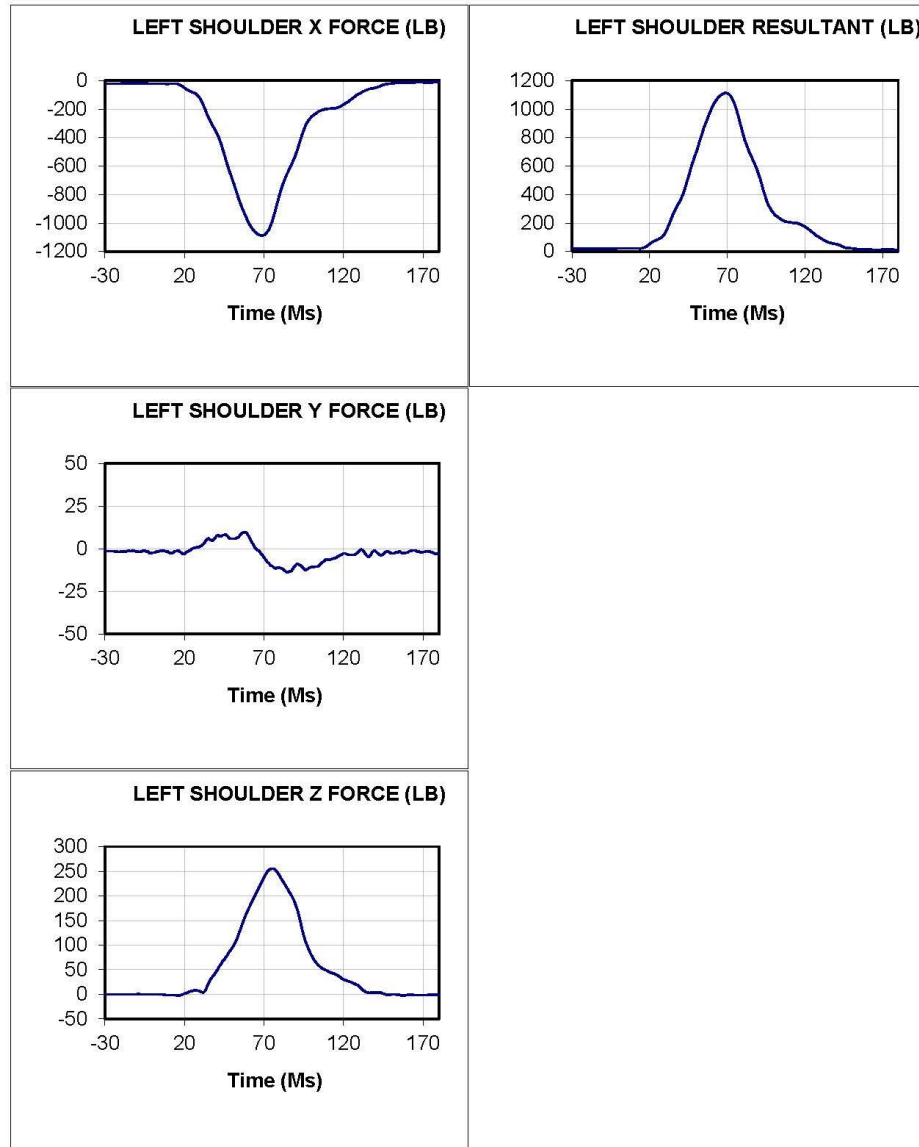 LEFT SHOULDER X FORCE (LB)
0
-200
-400
-600
-800
-1000
-1200
-30 20 70 120 170
Time (Ms)
LEFT SHOULDER RESULTANT (LB)
1200
1000
800
600
400
200
0
-30 20 70 120 170
Time (Ms)
LEFT SHOULDER Y FORCE (LB)
50
25
0
-25
-50
-30 20 70 120 170
Time (Ms)
LEFT SHOULDER Z FORCE (LB)
300
250
200
150
100
50
0
-50
-30 20 70 120 170
Time (Ms)